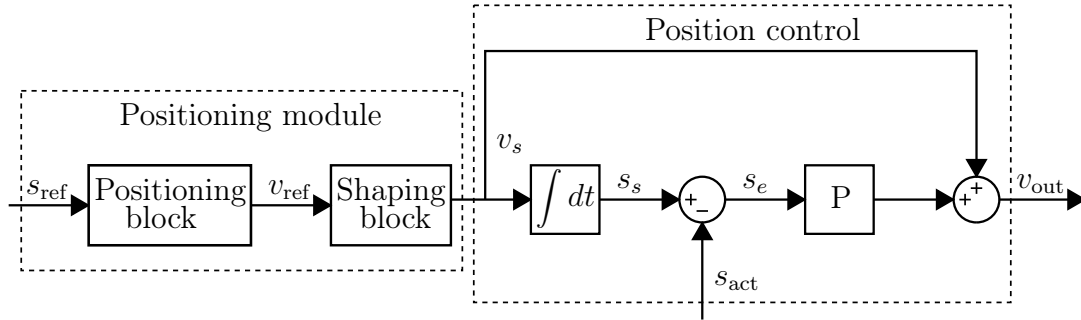 Position control
Positioning module
s_ref
Positioning
block
v_ref
Shaping
block
v_s
∫ dt
s_s
+
−
s_e
P
+
+
v_out
s_act